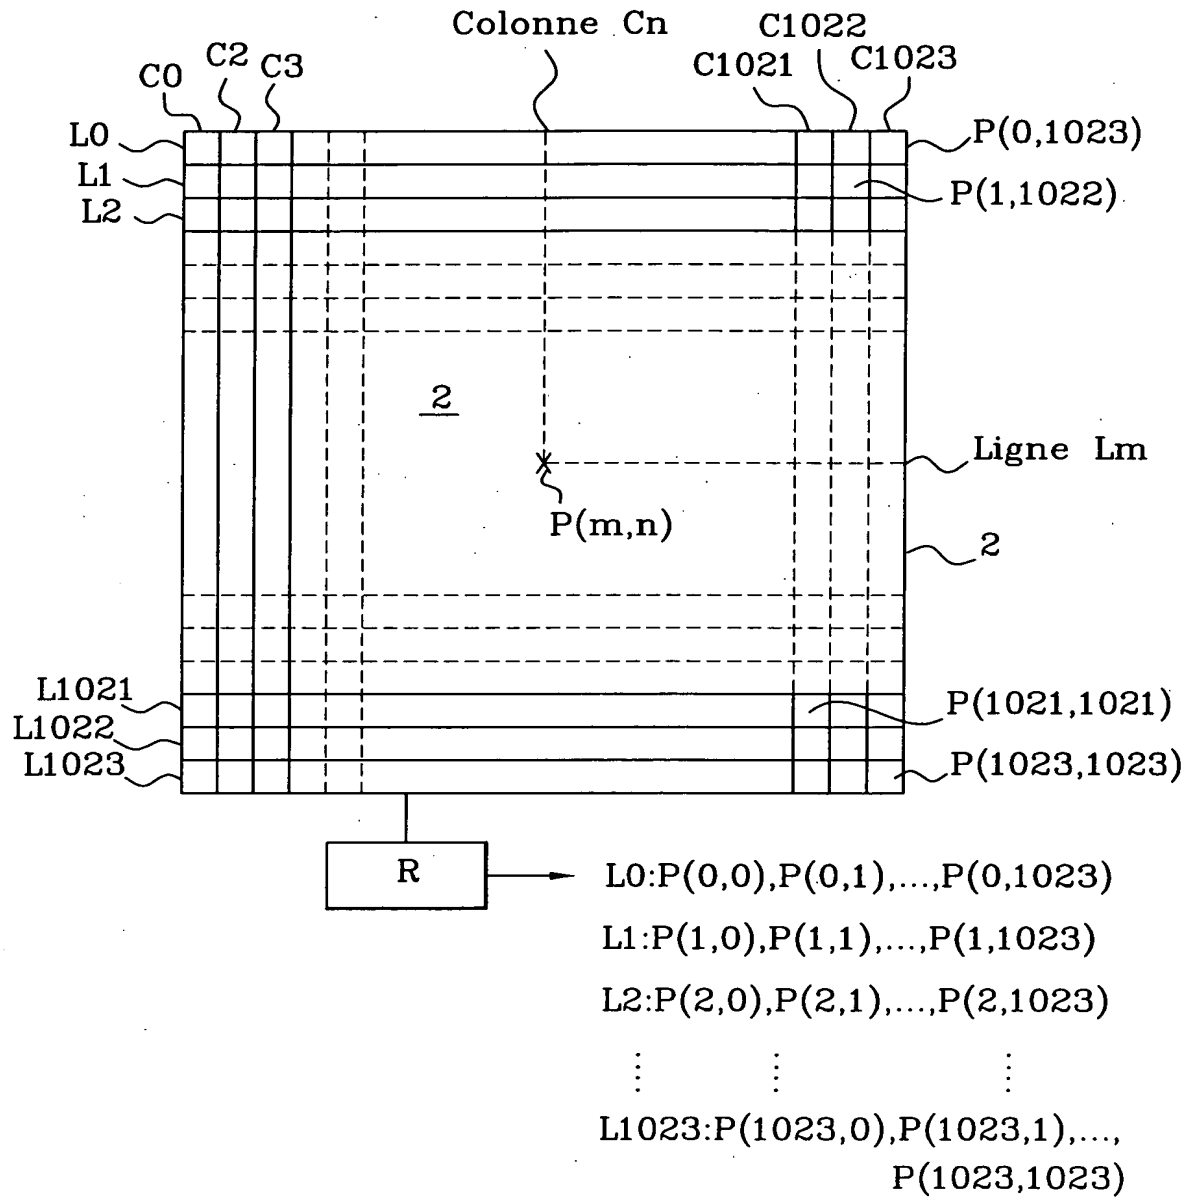 Colonne Cn
C1022
C0 C2 C3 C1021 C1023
L0 P(0,1023)
L1 P(1,1022)
L2
2
Ligne Lm
P(m,n)
2
L1021 P(1021,1021)
L1022
L1023 P(1023,1023)
R
L0:P(0,0),P(0,1),...,P(0,1023)
L1:P(1,0),P(1,1),...,P(1,1023)
L2:P(2,0),P(2,1),...,P(2,1023)
L1023:P(1023,0),P(1023,1),...,
P(1023,1023)